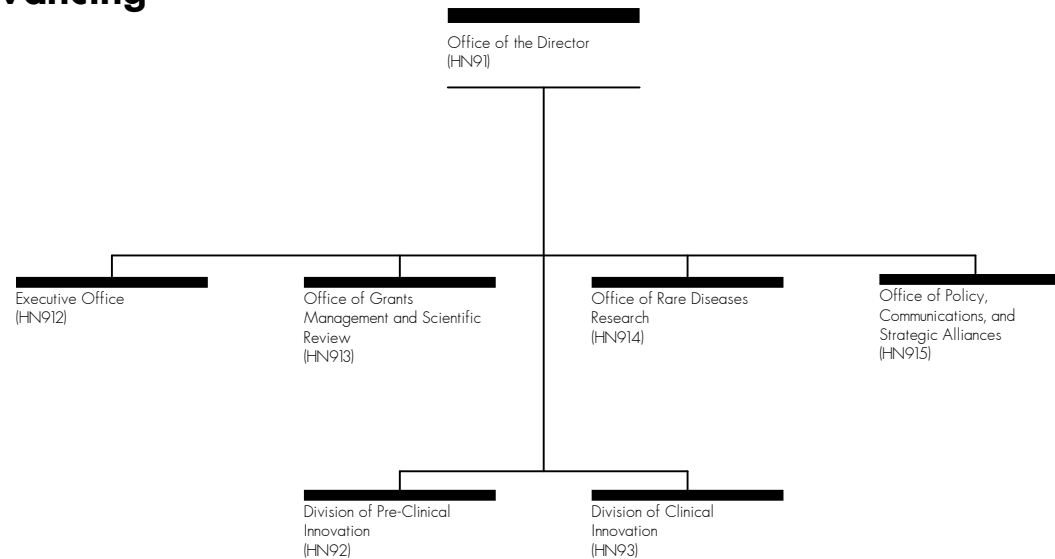 Office of the Director
(HN91)
Executive Office
(HN912)
Office of Grants
Management and Scientific
Review
(HN913)
Office of Rare Diseases
Research
(HN914)
Office of Policy,
Communications, and
Strategic Alliances
(HN915)
Division of Pre-Clinical
Innovation
(HN92)
Division of Clinical
Innovation
(HN93)